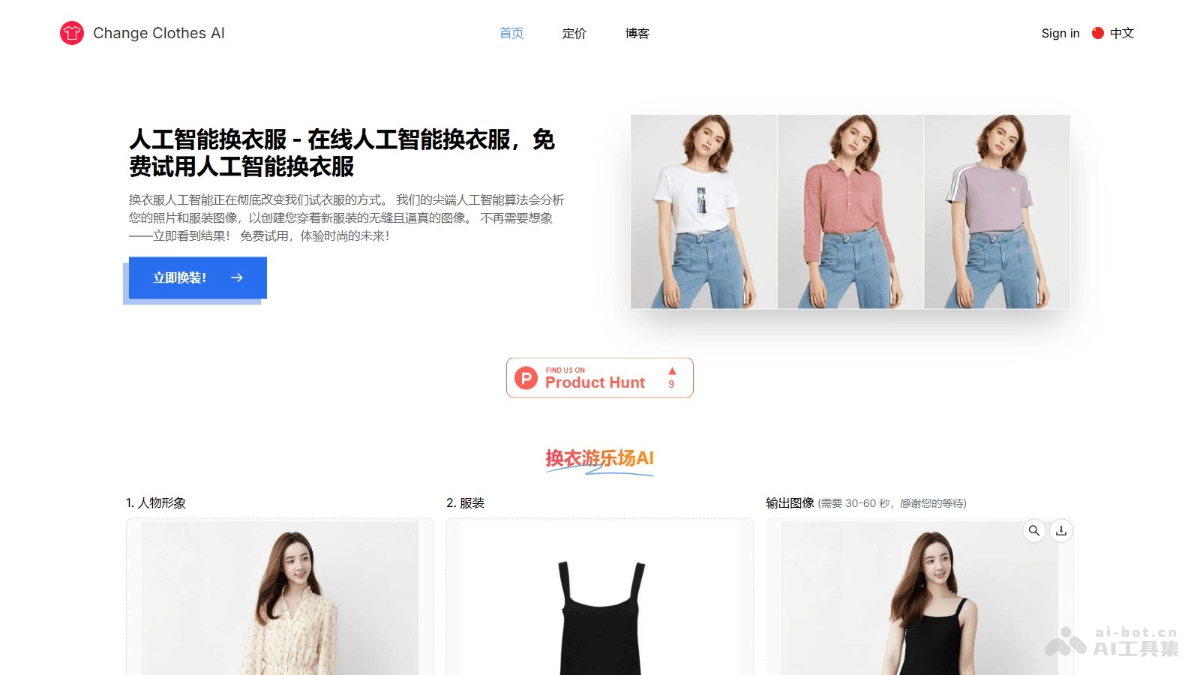 Change Clothes AI
首页
定价
博客
Sign in
中文
人工智能换衣服 - 在线人工智能换衣服，免
费试用人工智能换衣服
换衣服人工智能正在彻底改变我们试衣服的方式。 我们的尖端人工智能算法会分析
您的照片和服装图像，以创建您穿着新服装的无缝且逼真的图像。 不再需要想象
——立即看到结果！ 免费试用，体验时尚的未来！
立即换装!
FIND US ON
Product Hunt
9
换衣游乐场AI
1. 人物形象
2. 服装
输出图像 (需要 30-60 秒，感谢您的等待)
ai-bot.cn
AI工具集